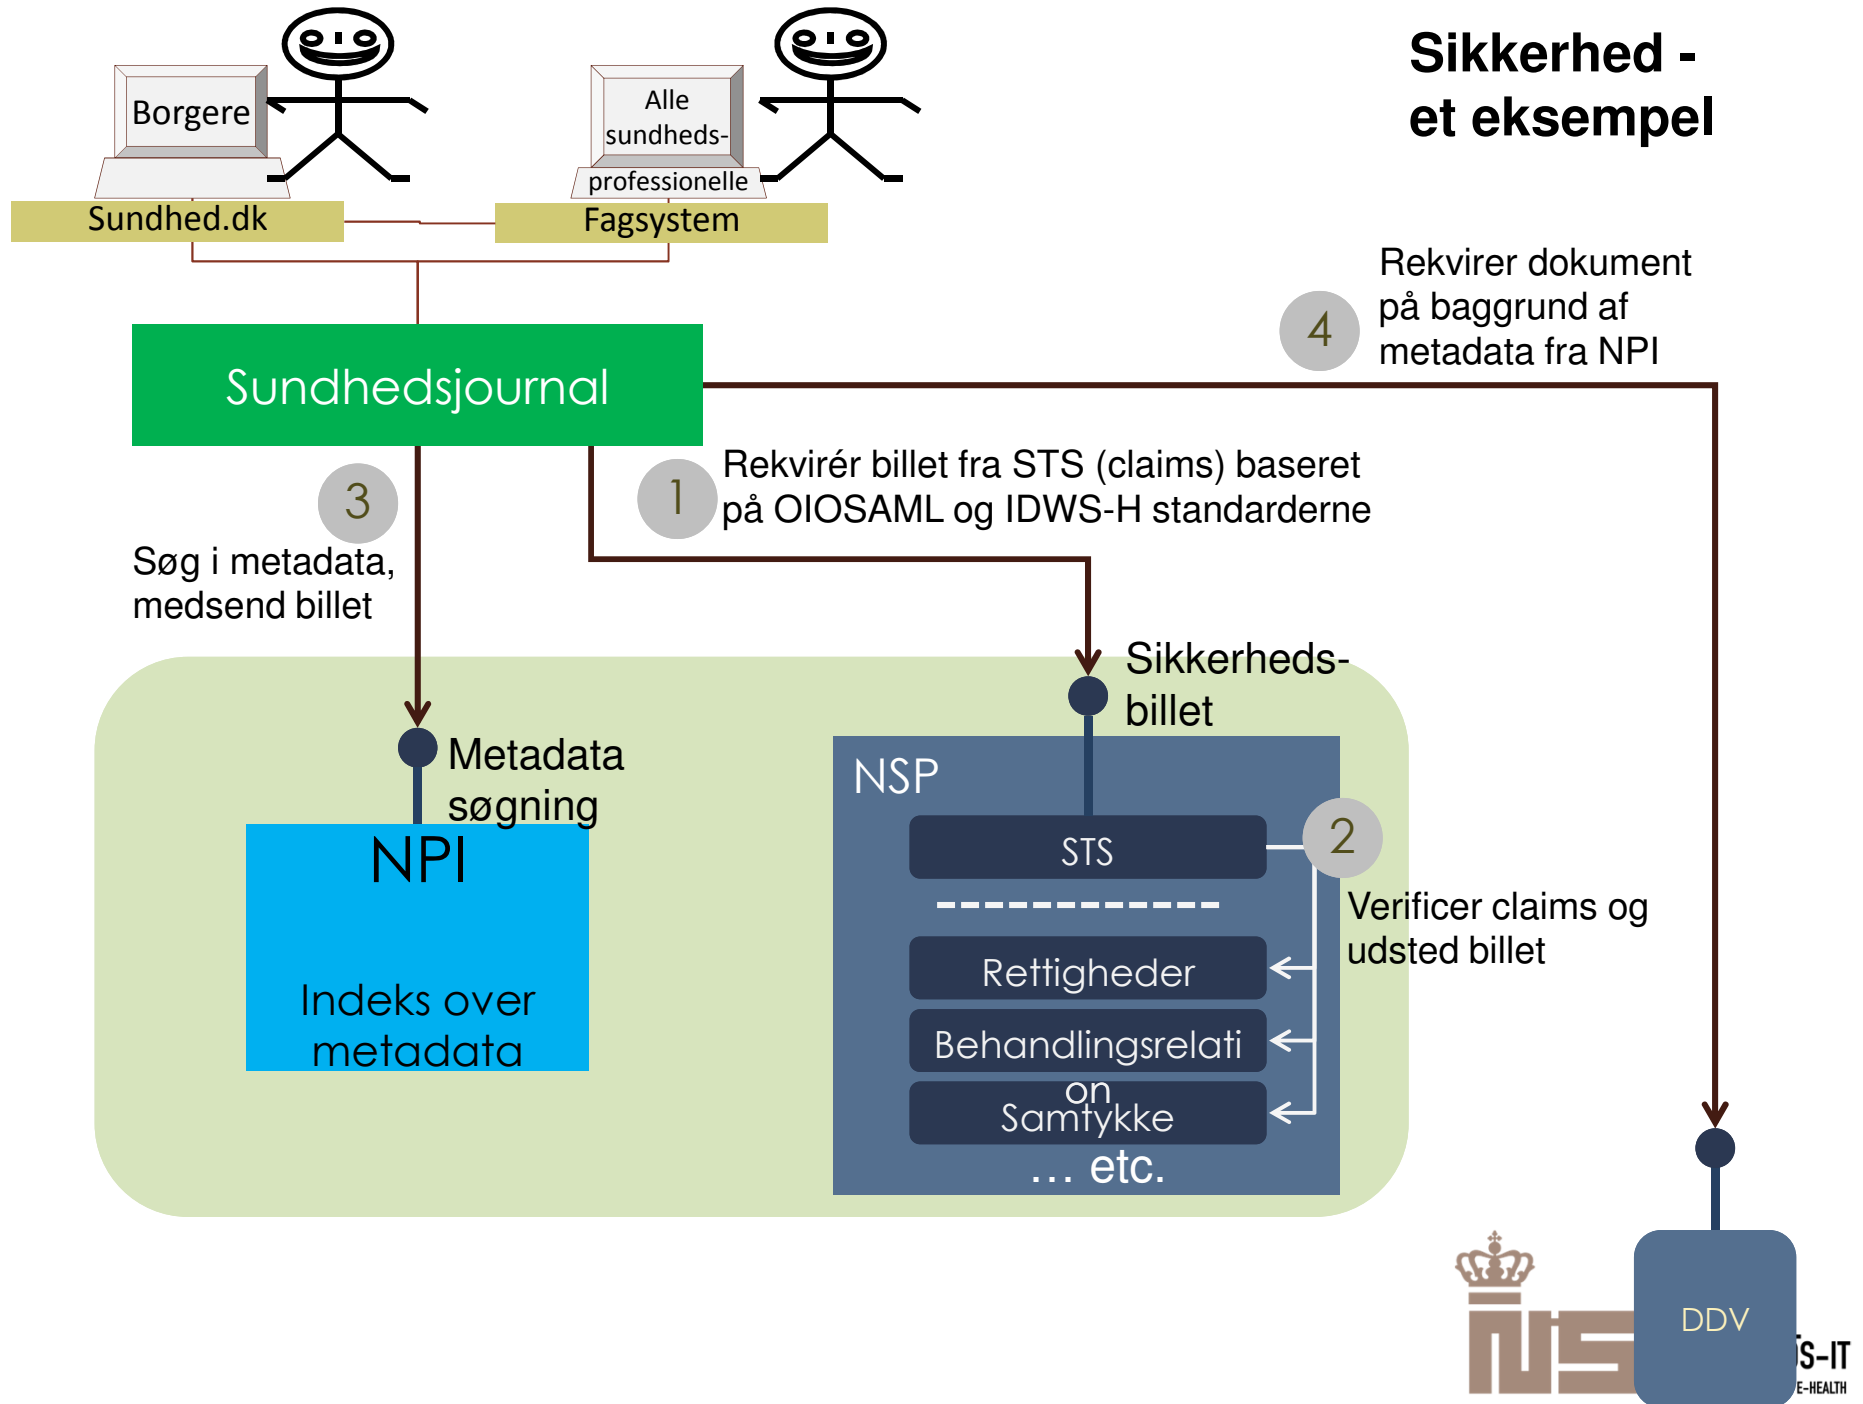 Sikkerhed -
et eksempel
Borgere
Alle
sundheds-
professionelle
Sundhed.dk
Fagsystem
Rekvirer dokument
på baggrund af
metadata fra NPI
4
Sundhedsjournal
3
1
Rekvirér billet fra STS (claims) baseret
på OIOSAML og IDWS-H standarderne
Søg i metadata,
medsend billet
Sikkerheds-
billet
Metadata
søgning
NPI
Indeks over
metadata
NSP
STS
2
Verificer claims og
udsted billet
Rettigheder
Behandlingsrelati
on
Samtykke
... etc.
DDV
S-IT
E-HEALTH